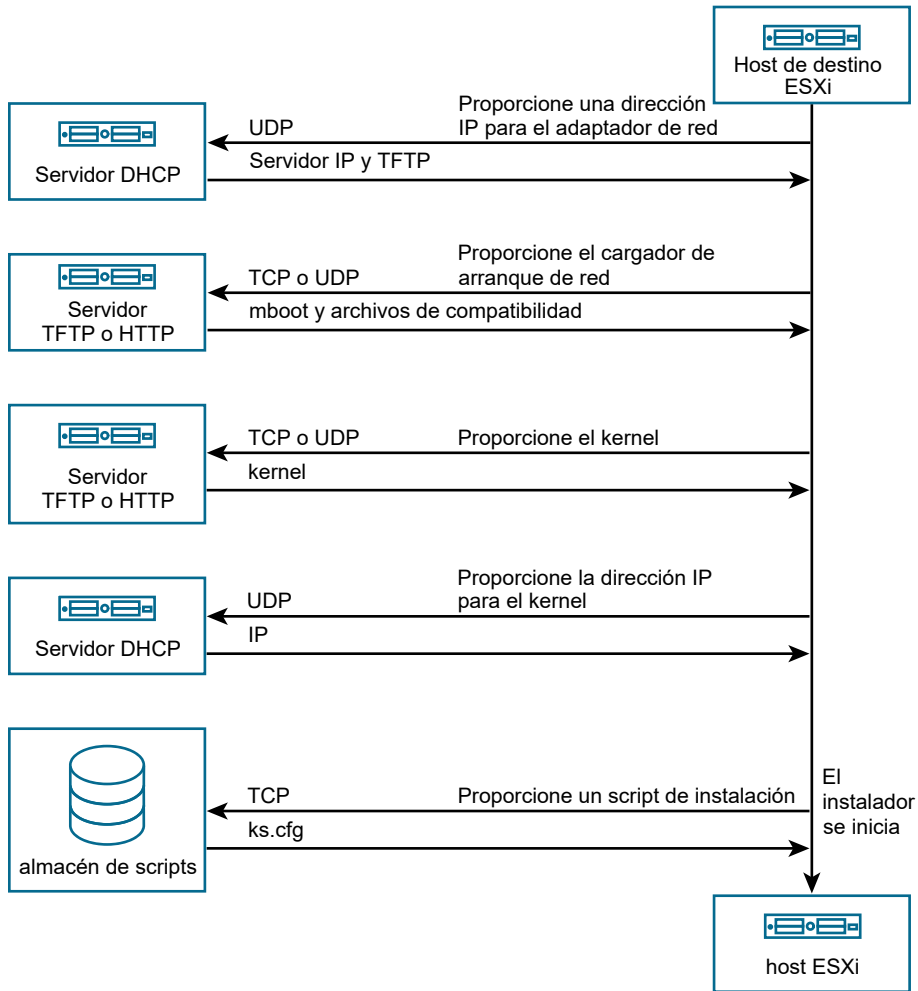 Host de destino
ESXi
Proporcione una dirección
UDP IP para el adaptador de red
Servidor IP y TFTP
Servidor DHCP
Proporcione el cargador de
TCP o UDP arranque de red
mboot y archivos de compatibilidad
Servidor
TFTP o HTTP
TCP o UDP Proporcione el kernel
kernel
Servidor
TFTP o HTTP
Proporcione la dirección IP
UDP para el kernel
IP
Servidor DHCP
TCP Proporcione un script de instalación
ks.cfg
almacén de scripts
El
instalador
se inicia
host ESXi